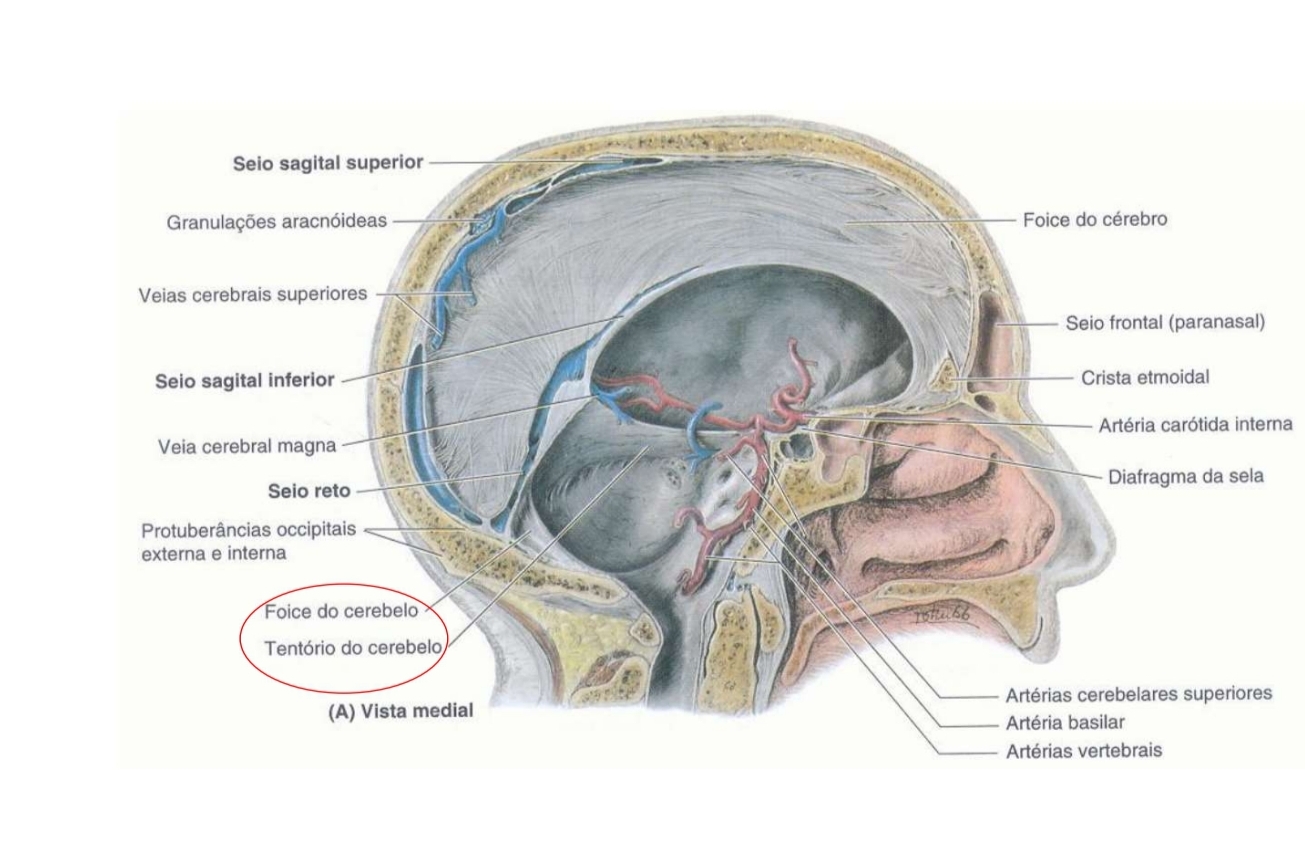 Seio sagital superior
Granulações aracnóideas
Veias cerebrais superiores
Seio sagital inferior
Veia cerebral magna
Seio reto
Protuberâncias occipitais
externa e interna
Foice do cerebelo
Tentório do cerebelo
(A) Vista medial
Foice do cérebro
Seio frontal (paranasal)
Crista etmoidal
Artéria carótida interna
Diafragma da sela
Artérias cerebelares superiores
Artéria basilar
Artérias vertebrais